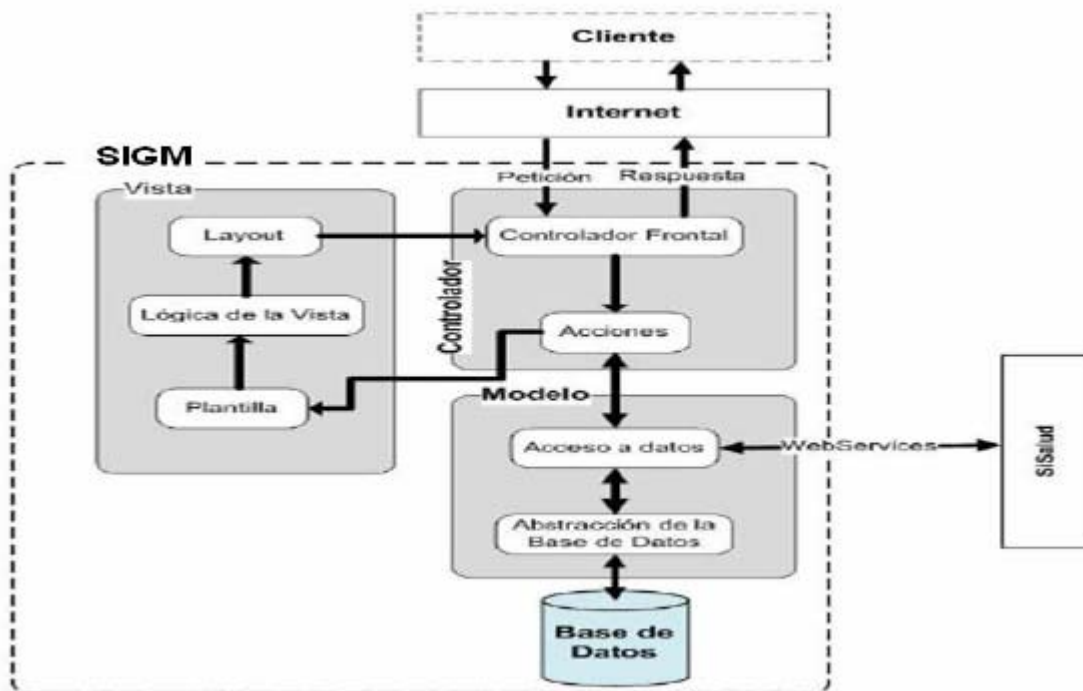 Cliente
Internet
SIGM
Petición
Respuesta
Vista
Layout
Controlador Frontal
Controlador
Lógica de la Vista
Acciones
Plantilla
Modelo
Acceso a datos
WebServices
SiSalud
Abstracción de la
Base de Datos
Base de
Datos